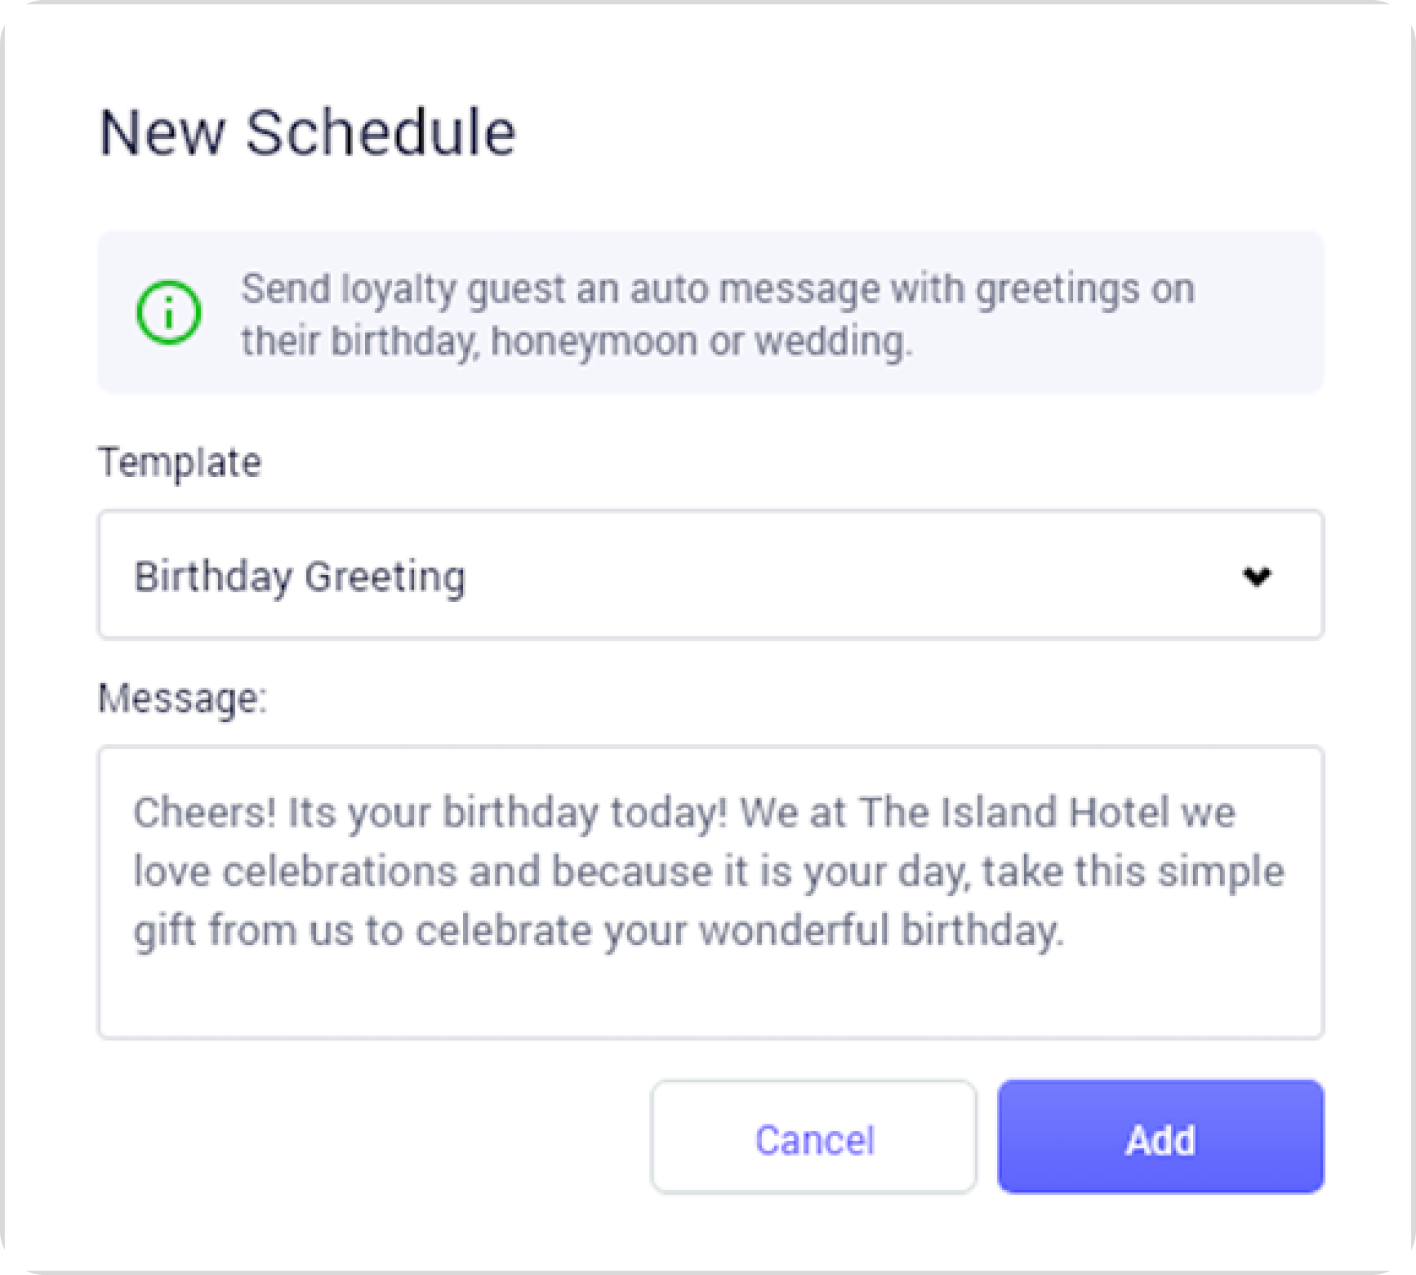 New Schedule
Send loyalty guest an auto message with greetings on
their birthday, honeymoon or wedding.
Template
Birthday Greeting
Message:
Cheers! Its your birthday today! We at The Island Hotel we
love celebrations and because it is your day, take this simple
gift from us to celebrate your wonderful birthday.
Cancel
Add